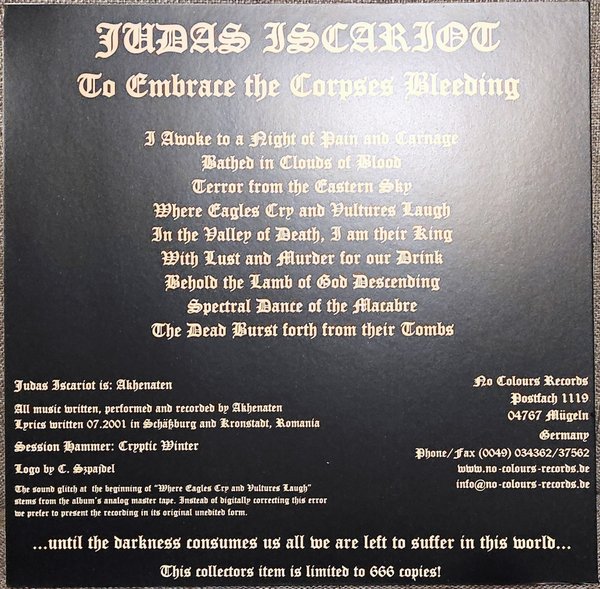 JUDAS ISCARIOT
To Embrace the Corpses Bleeding
I Awoke to a Night of Pain and Carnage
Bathed in Clouds of Blood
Terror from the Eastern Sky
Where Eagles Cry and Vultures Laugh
In the Valley of Death, I am their King
With Lust and Murder for our Drink
Behold the Lamb of God Descending
Spectral Dance of the Macabre
The Dead Burst forth from their Tombs
Judas Iscariot is: Akhenaten
All music written, performed and recorded by Akhenaten
Lyrics written 07.2001 in Schäßburg and Kronstadt, Romania
Session Hammer: Cryptic Winter
Logo by C. Szpajdel
The sound glitch at the beginning of "Where Eagles Cry and Vultures Laugh"
stems from the album's analog master tape. Instead of digitally correcting this error
we prefer to present the recording in its original unedited form.
No Colours Records
Postfach 1119
04767 Mügeln
Germany
Phone/Fax (0049) 034362/37562
www.no-colours-records.de
info@no-colours-records.de
...until the darkness consumes us all we are left to suffer in this world...
This collectors item is limited to 666 copies!